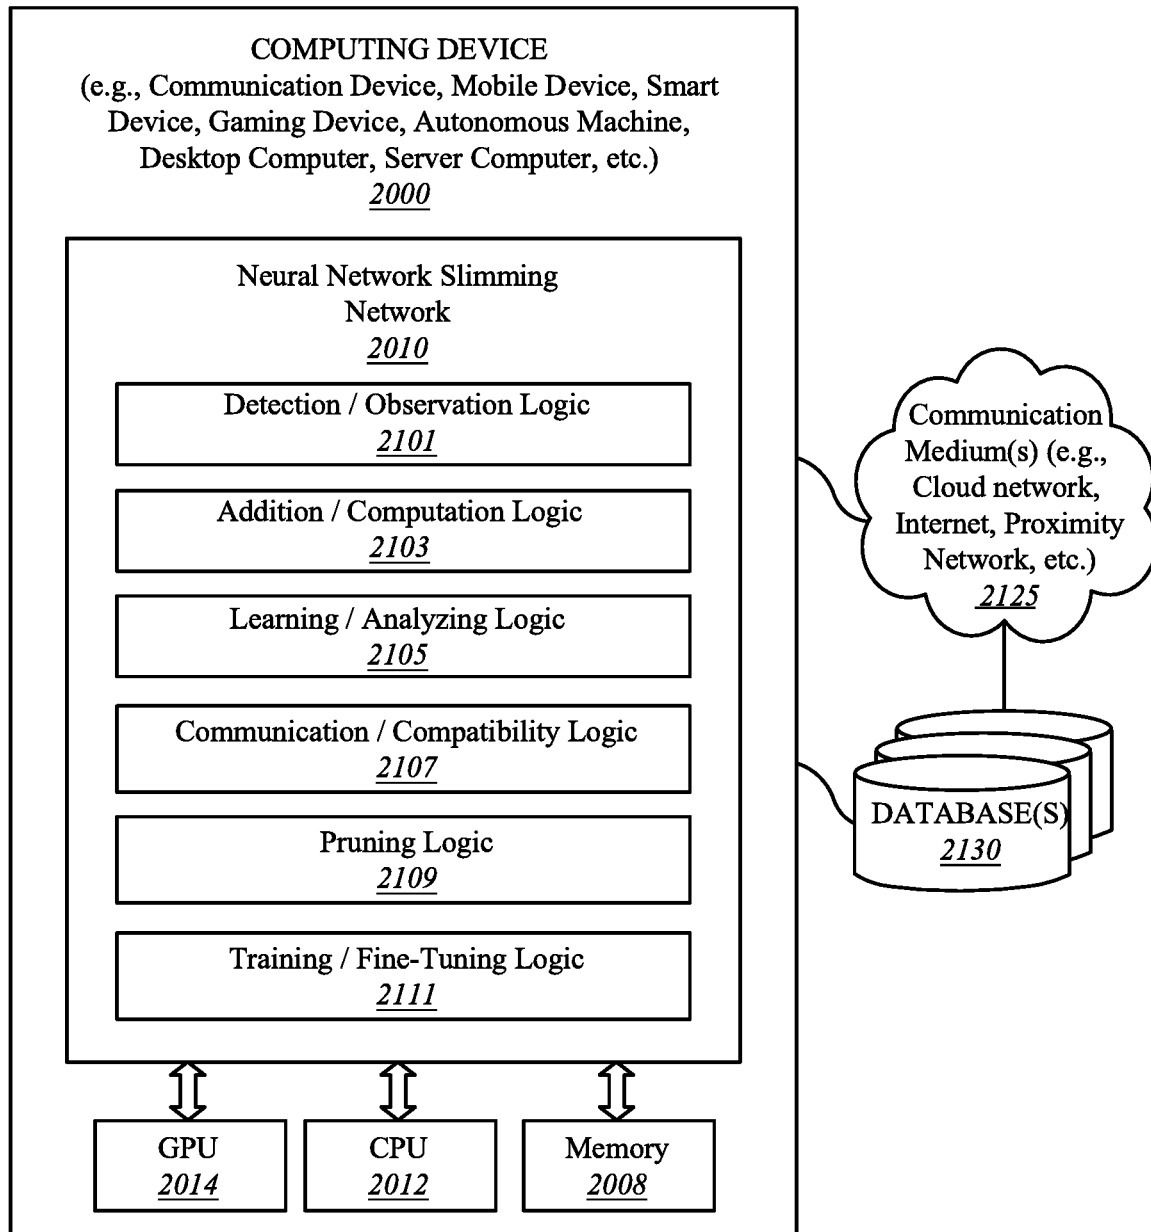 COMPUTING DEVICE
(e.g., Communication Device, Mobile Device, Smart
Device, Gaming Device, Autonomous Machine,
Desktop Computer, Server Computer, etc.)
2000
Neural Network Slimming
Network
2010
Detection / Observation Logic
2101
Addition / Computation Logic
2103
Learning / Analyzing Logic
2105
Communication / Compatibility Logic
2107
Pruning Logic
2109
Training / Fine-Tuning Logic
2111
GPU
2014
CPU
2012
Memory
2008
Communication
Medium(s) (e.g.,
Cloud network,
Internet, Proximity
Network, etc.)
2125
DATABASE(S)
2130